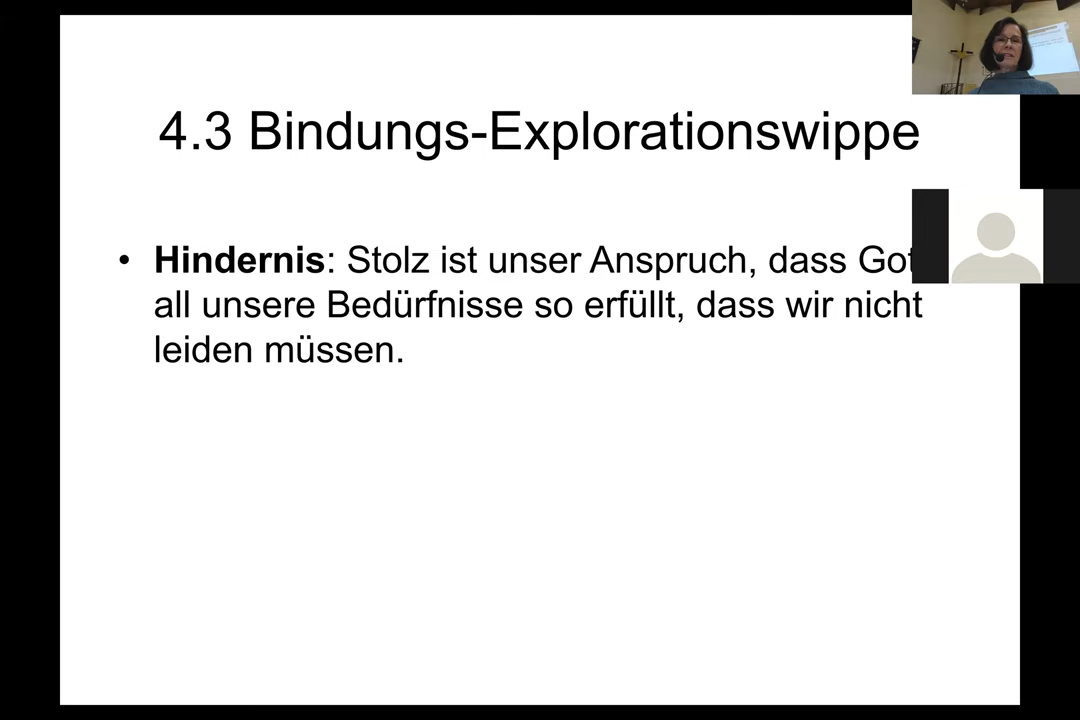 4.3 Bindungs-Explorationswippe
• Hindernis: Stolz ist unser Anspruch, dass
all unsere Bedürfnisse so erfüllt, dass wir nicht
leiden müssen.